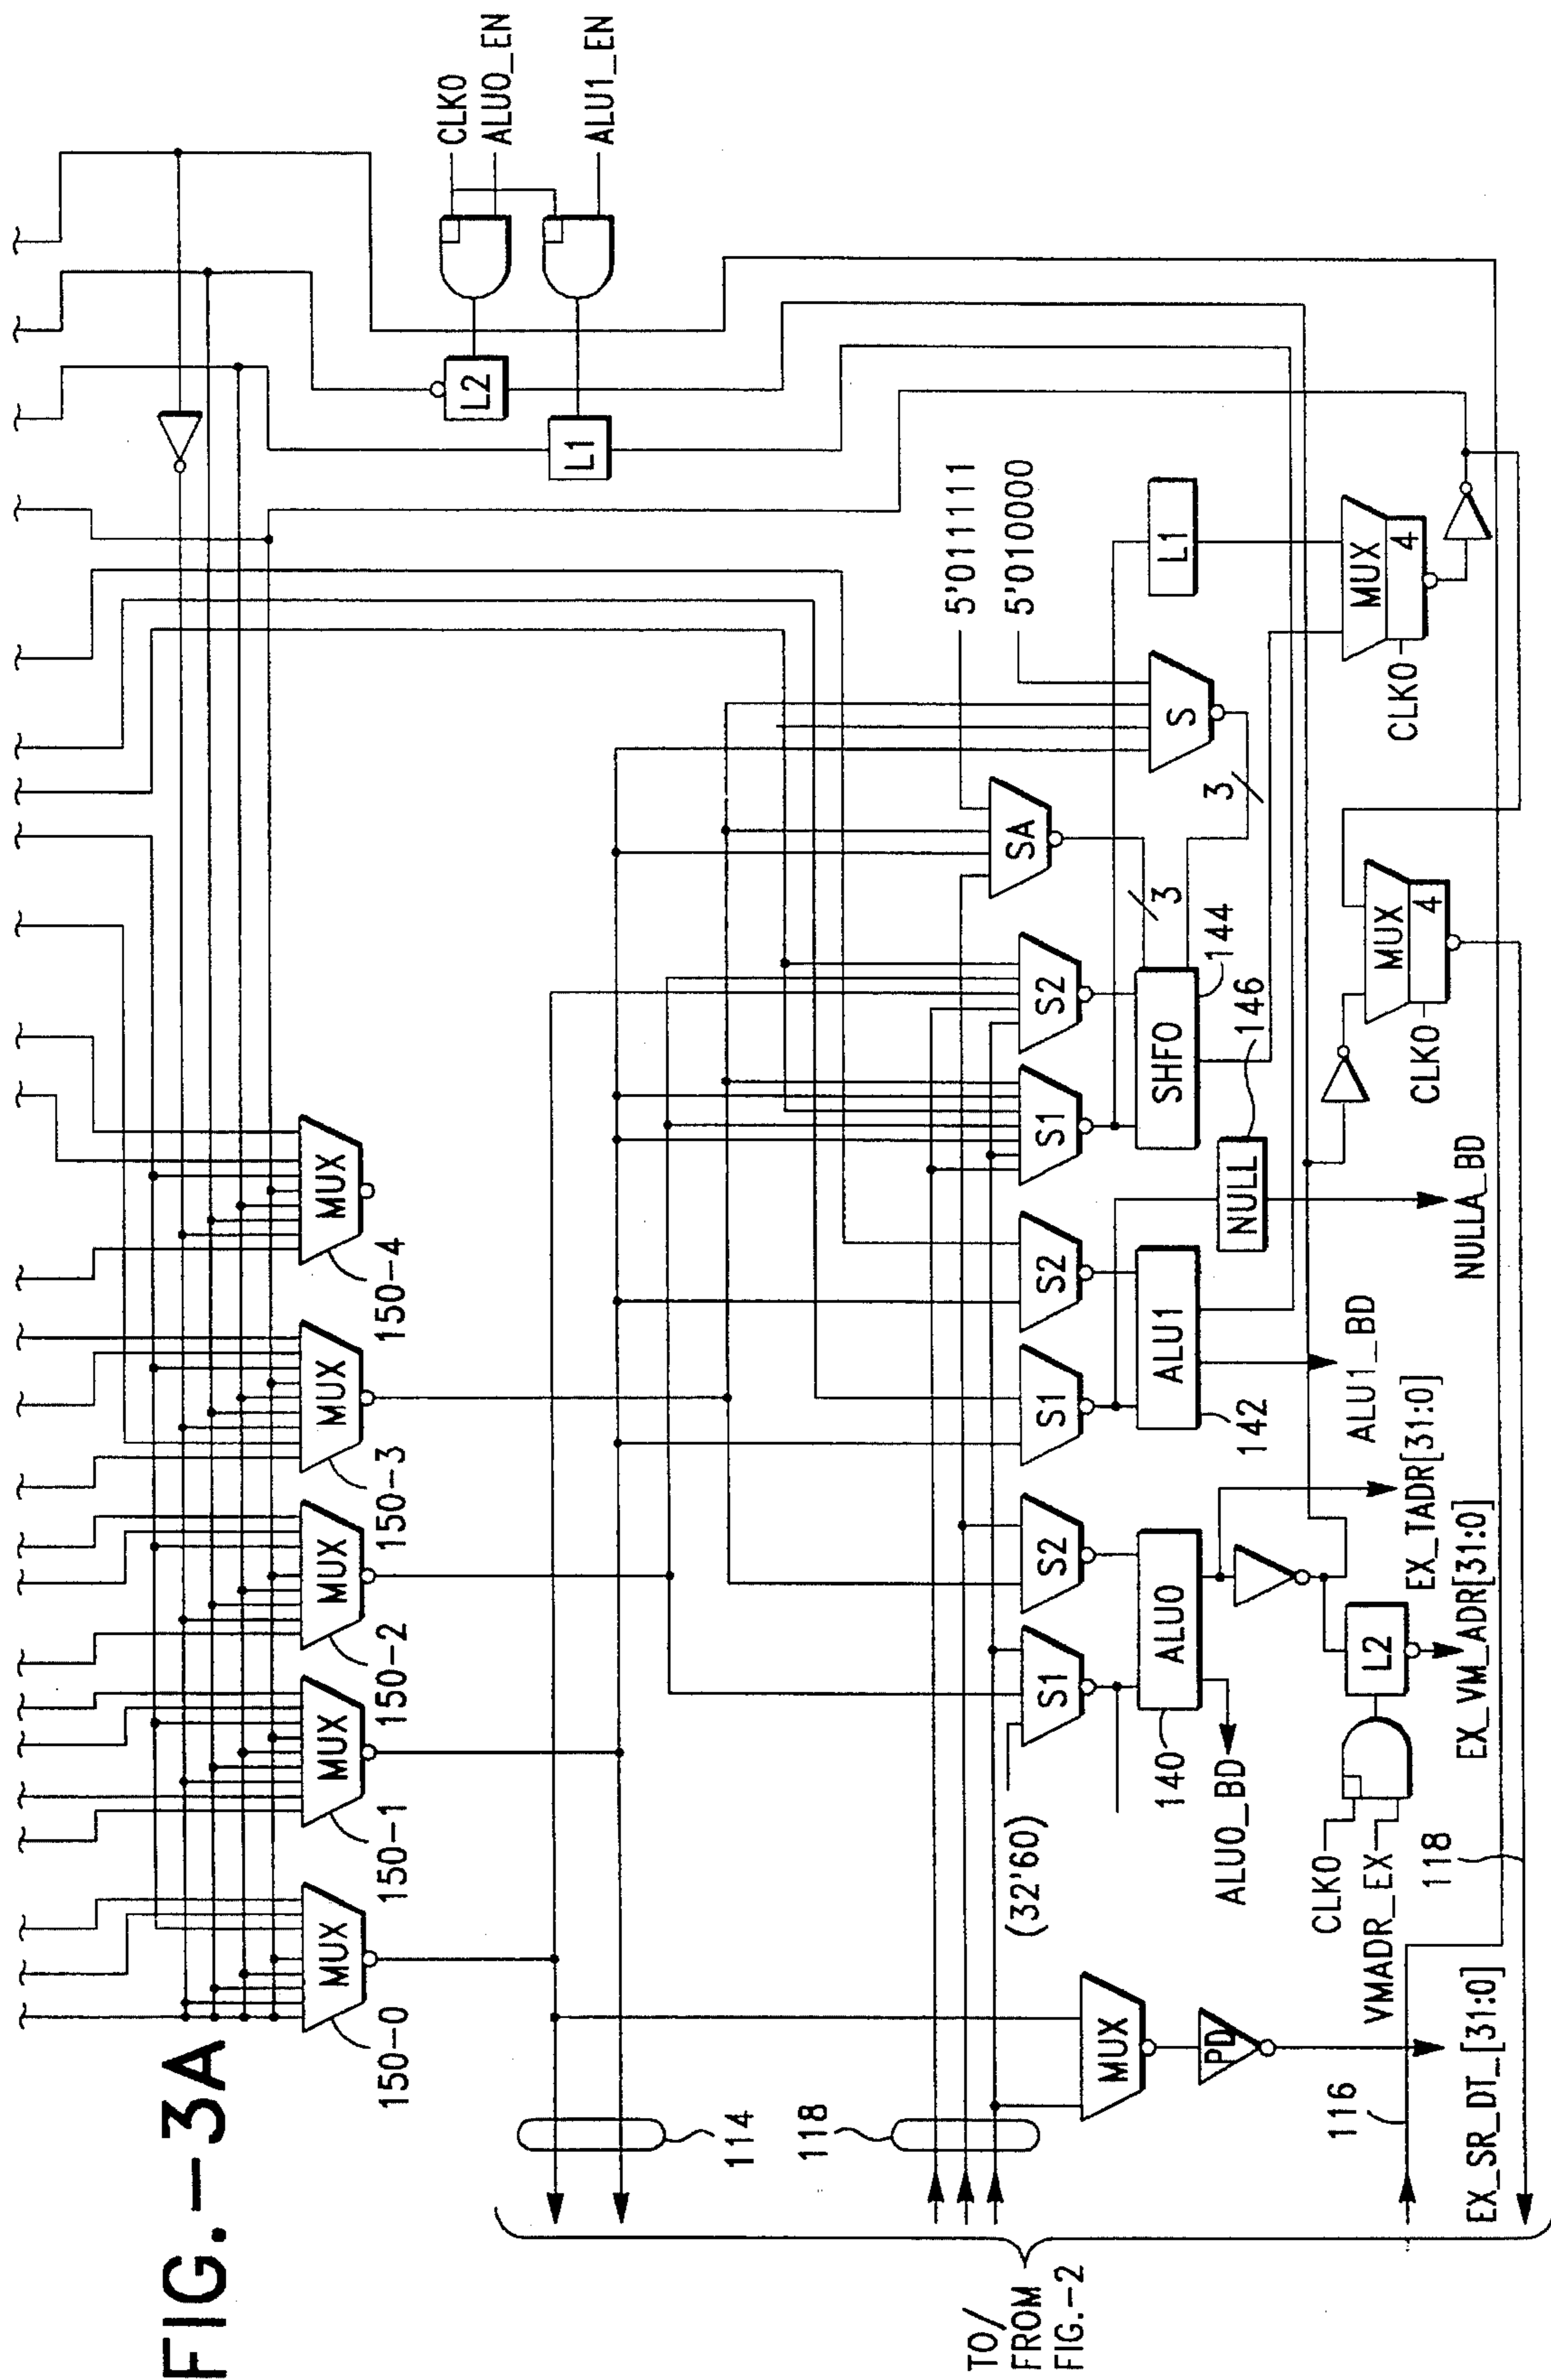 FIG.-3A
MUX
MUX
MUX
MUX
MUX
150-0
150-1
150-2
150-3
150-4
CLK0
ALU0_EN
L2
L1
ALU1_EN
114
118
5'011111
5'010000
TO/
FROM
FIG.-2
(32'60)
SA
S1
S2
S1
S2
S1
S2
MUX
3
S
L1
140
ALU0
142
ALU1
SHF0
144
3
PD
ALU0_BD
NULL
146
CLK0
L2
116
VMADR_EX
EX_TADR[31:0]
ALU1_BD
MUX
4
CLK0
MUX
4
CLK0
118
EX_SR_DT_[31:0]
EX_VM_ADR[31:0]
NULLA_BD